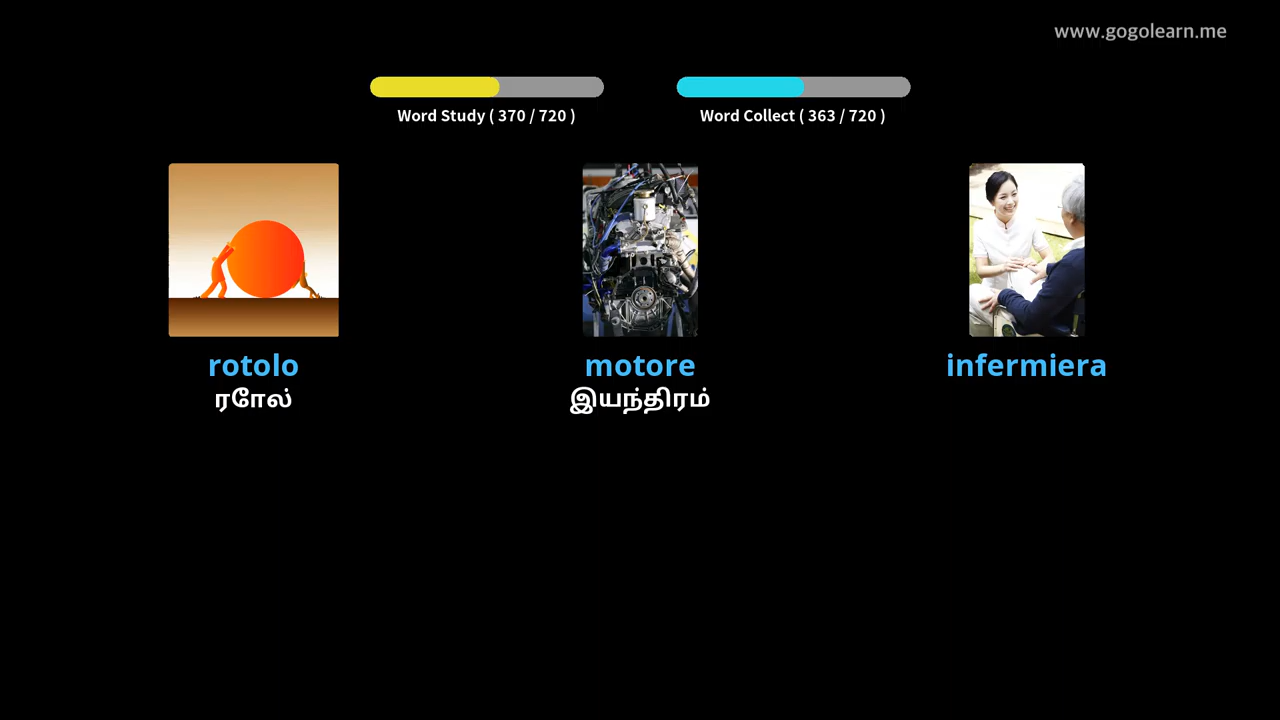 www.gogolearn.me
Word Study ( 370 / 720 )
Word Collect ( 363 / 720 )
rotolo
ரோல்
motore
இயந்திரம்
infermiera